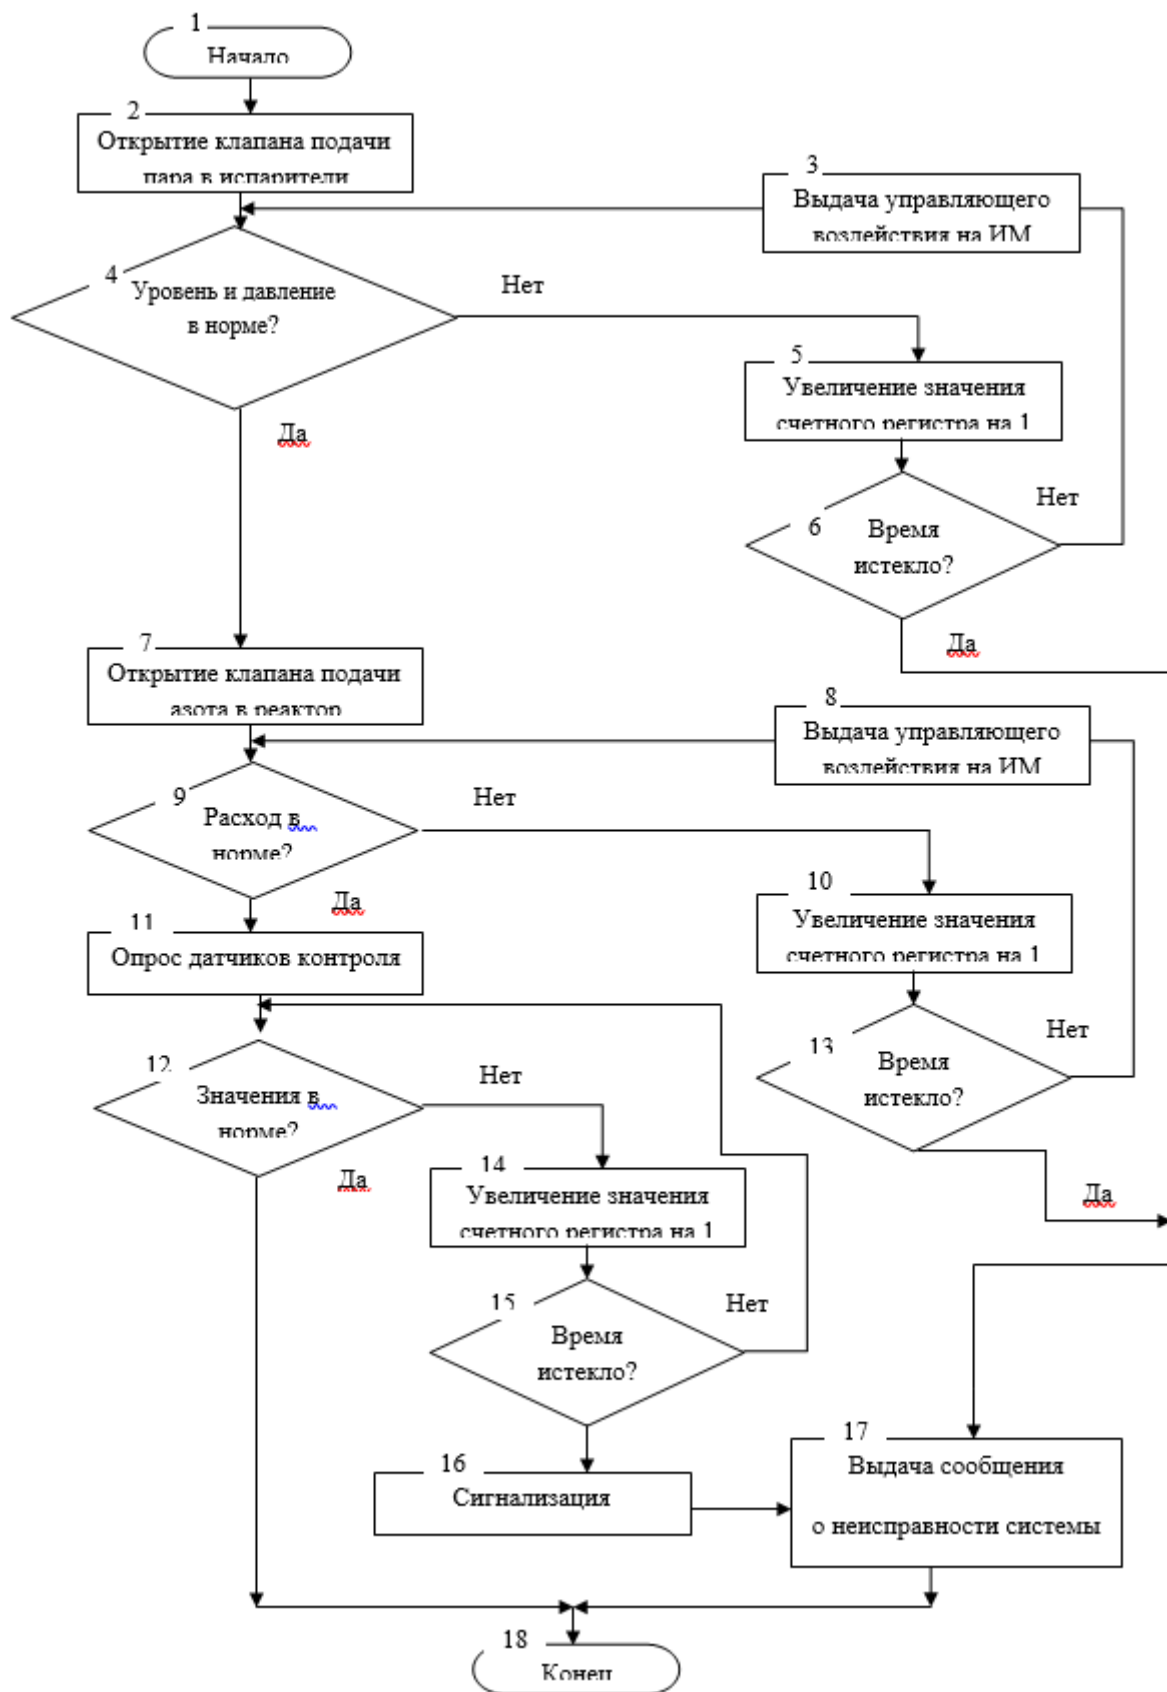 1
Начало
2
Открытие клапана подачи
пара в испарители
3
Выдача управляющего
воздействия на ИМ
4
Уровень и давление
в норме?
Нет
5
Увеличение значения
счетного регистра на 1
Да
6
Время
истекло?
Нет
Да
7
Открытие клапана подачи
азота в реактор
8
Выдача управляющего
воздействия на ИМ
9
Расход в
норме?
Нет
10
Увеличение значения
счетного регистра на 1
Да
11
Опрос датчиков контроля
12
Значения в
норме?
Нет
13
Время
истекло?
Нет
Да
Да
14
Увеличение значения
счетного регистра на 1
15
Время
истекло?
Нет
16
Сигнализация
17
Выдача сообщения
о неисправности системы
18
Конец